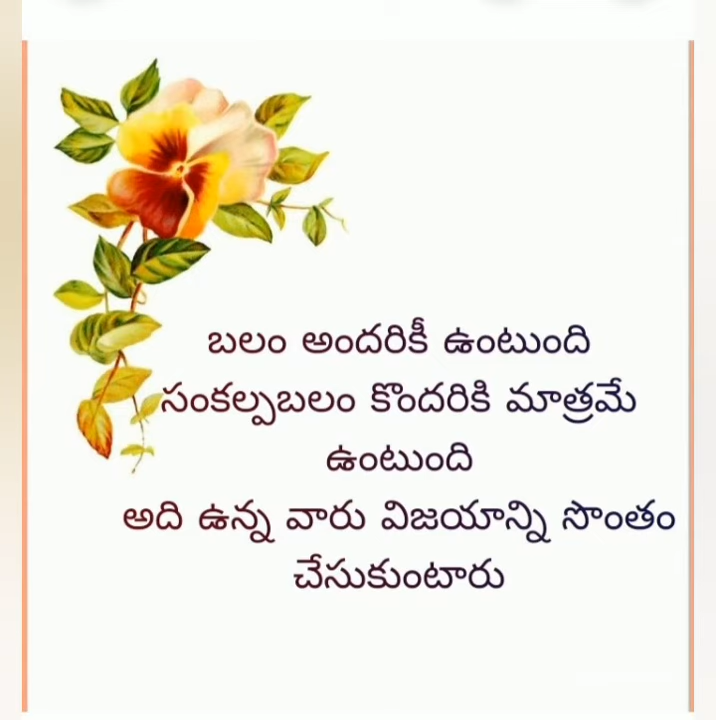 బలం అందరికీ ఉంటుంది
సంకల్పబలం కొందరికి మాత్రమే
ఉంటుంది
అది ఉన్న వారు విజయాన్ని సొంతం
చేసుకుంటారు